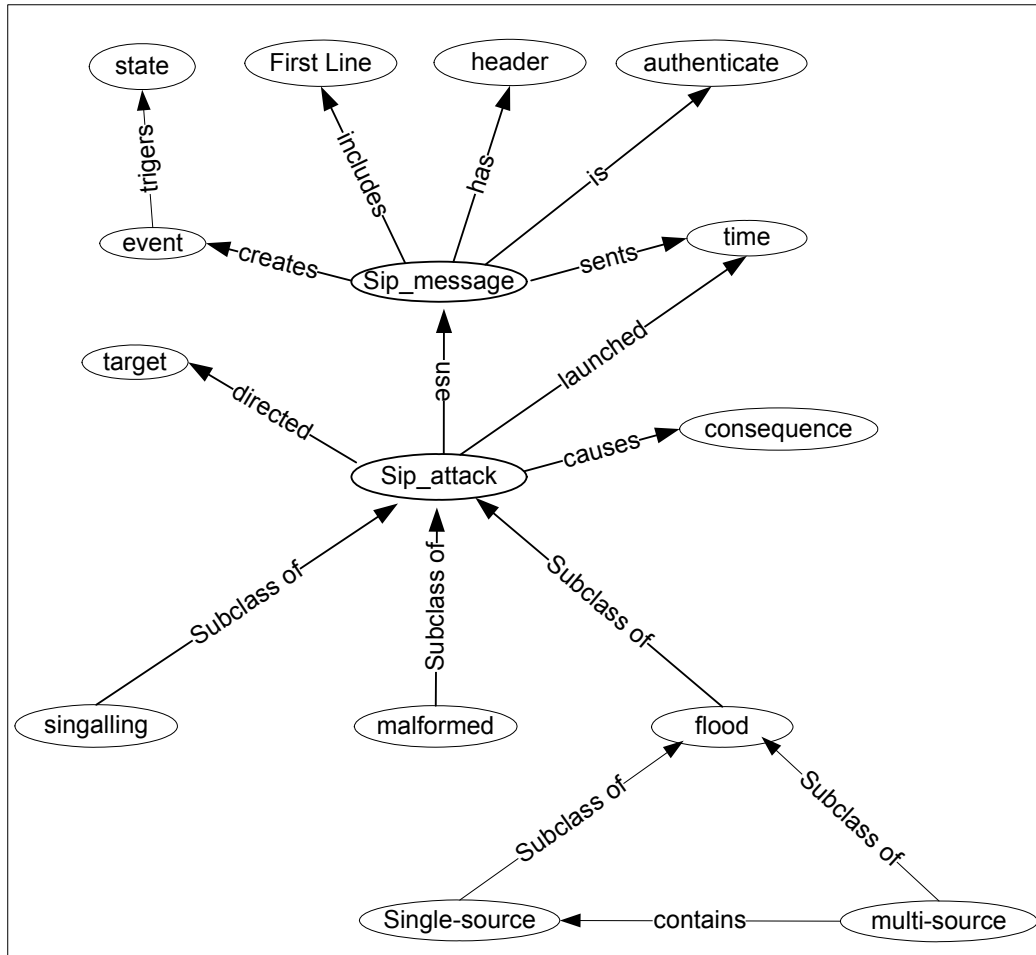 state
First Line
header
authenticate
trigers
includes
has
is
event
creates
Sip_message
sents
time
target
directed
use
launched
Sip_attack
causes
consequence
Subclass of
Subclass of
Subclass of
singalling
malformed
flood
Subclass of
Subclass of
Single-source
contains
multi-source